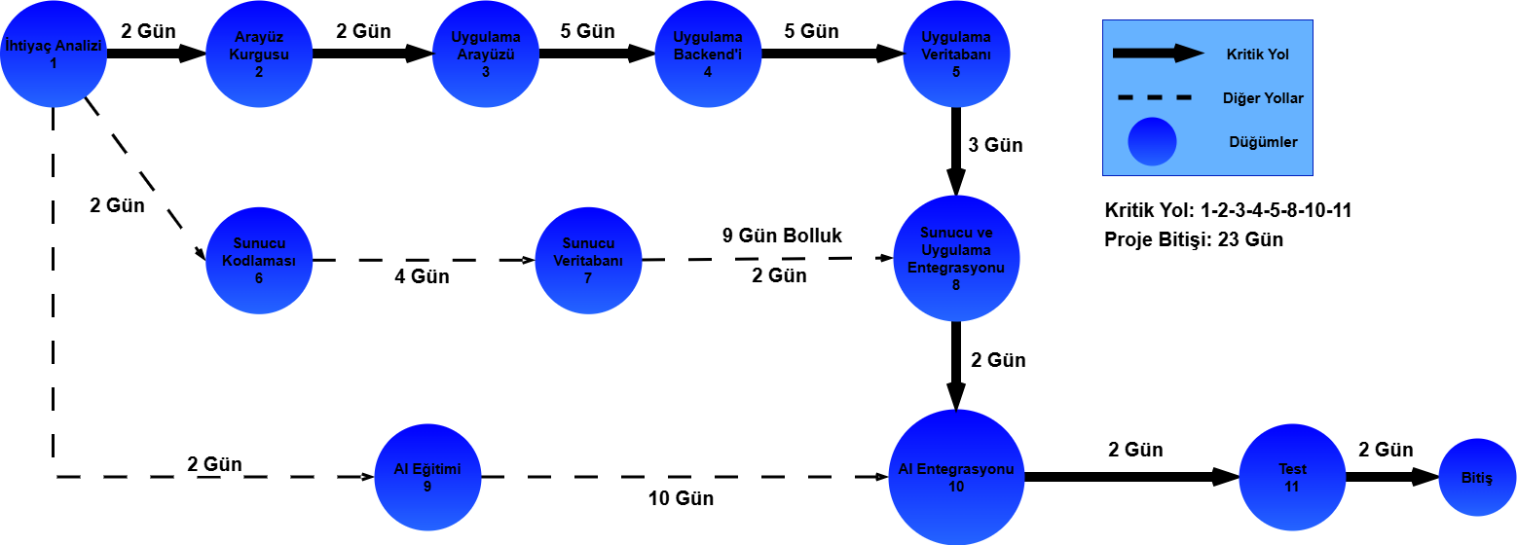 İhtiyaç Analizi
1
2 Gün
Arayüz
Kurgusu
2
2 Gün
Uygulama
Arayüzü
3
5 Gün
Uygulama
Backend'i
4
5 Gün
Uygulama
Veritabanı
5
Kritik Yol
Diğer Yollar
Düğümler
3 Gün
2 Gün
Kritik Yol: 1-2-3-4-5-8-10-11
Proje Bitişi: 23 Gün
Sunucu
Kodlaması
6
4 Gün
Sunucu
Veritabanı
7
9 Gün Bolluk
2 Gün
Sunucu ve
Uygulama
Entegrasyonu
8
2 Gün
2 Gün
AI Eğitimi
9
10 Gün
AI Entegrasyonu
10
2 Gün
Test
11
2 Gün
Bitiş